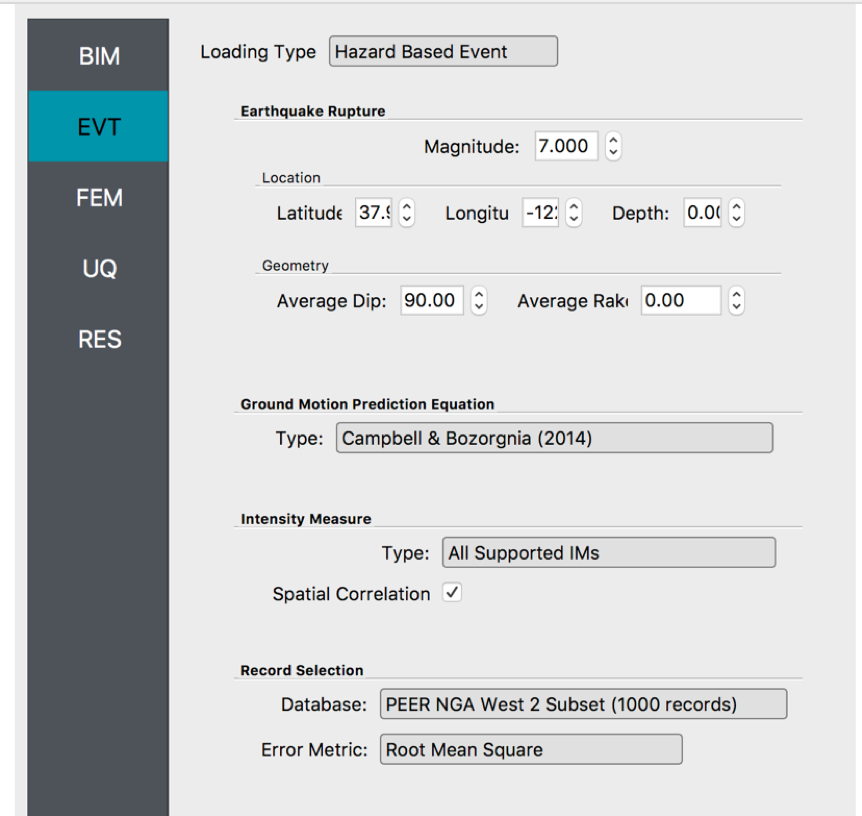 BIM
EVT
FEM
UQ
RES
Loading Type Hazard Based Event
Earthquake Rupture
Magnitude: 7.000
Location
Latitude 37.9 Longitu -12 Depth: 0.00
Geometry
Average Dip: 90.00 Average Rak 0.00
Ground Motion Prediction Equation
Type: Campbell & Bozorgnia (2014)
Intensity Measure
Type: All Supported IMs
Spatial Correlation
Record Selection
Database: PEER NGA West 2 Subset (1000 records)
Error Metric: Root Mean Square